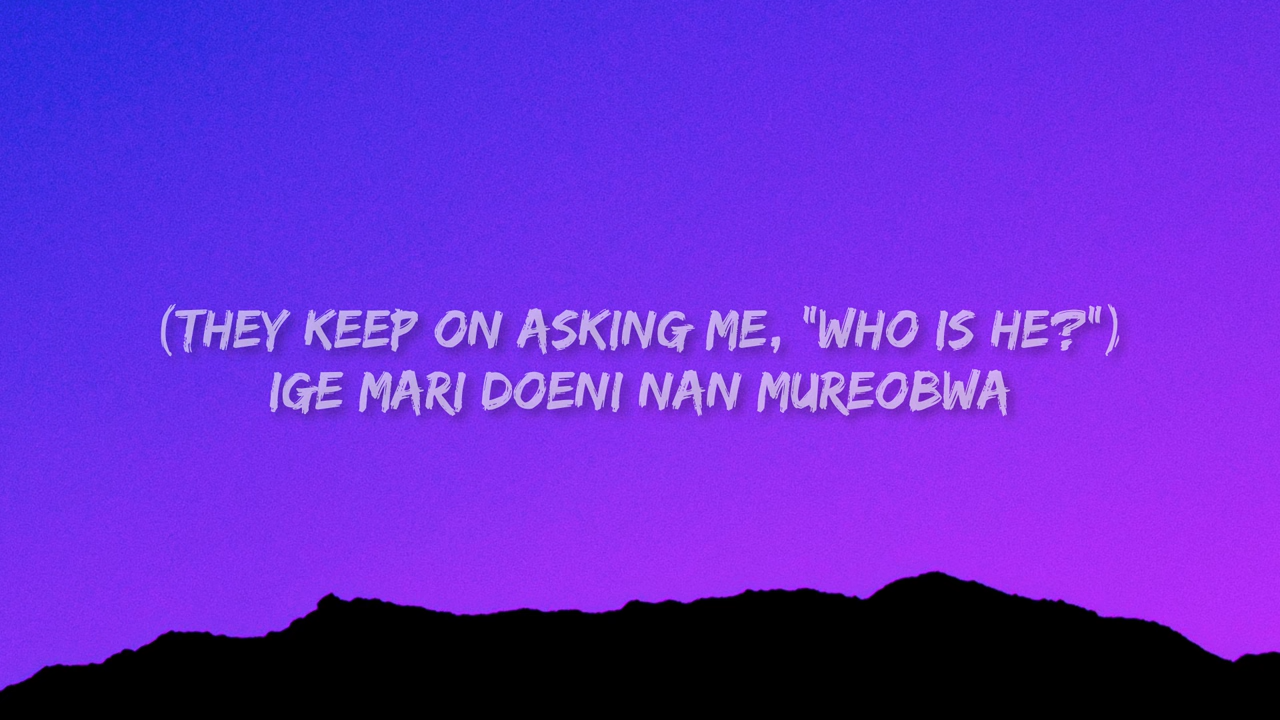 (THEY KEEP ON ASKING ME, "WHO IS HE?")
IGE MARI DOENI NAN MUREOBWA